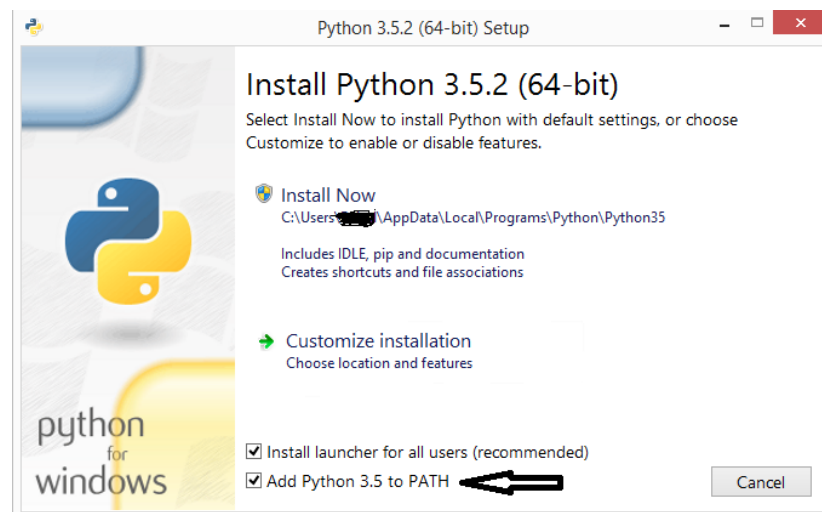 Python 3.5.2 (64-bit) Setup
Install Python 3.5.2 (64-bit)
Select Install Now to install Python with default settings, or choose
Customize to enable or disable features.
Install Now
C:\Users\ \AppData\Local\Programs\Python\Python35
Includes IDLE, pip and documentation
Creates shortcuts and file associations
Customize installation
Choose location and features
python
for
windows
Install launcher for all users (recommended)
Add Python 3.5 to PATH
Cancel